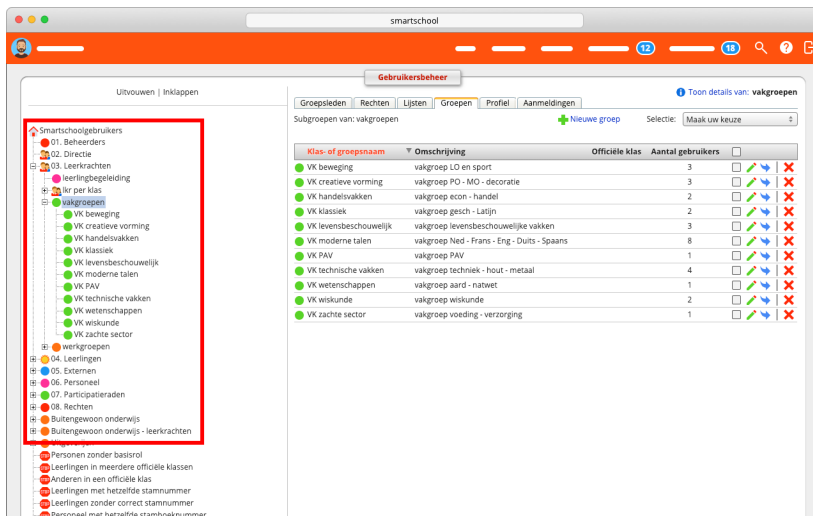 smartschool
12
18
Gebruikersbeheer
Uitvouwen | Inklappen
Smartschoolgebruikers
01. Beheerders
02. Directie
03. Leerkrachten
leerlingbegeleiding
lkr per klas
vakgroepen
VK beweging
VK creatieve vorming
VK handelsvakken
VK klassiek
VK levensbeschouwelijk
VK moderne talen
VK PAV
VK technische vakken
VK wetenschappen
VK wiskunde
VK zachte sector
werkgroepen
04. Leerlingen
05. Externen
06. Personeel
07. Participatieraden
08. Rechten
Buitengewoon onderwijs
Buitengewoon onderwijs - leerkrachten
Personen zonder basisrol
Leerlingen in meerdere officiële klassen
Anderen in een officiële klas
Leerlingen met hetzelfde stamnummer
Leerlingen zonder correct stamnummer
Personeel met hetzelfde stamboeknummer
Toon details van: vakgroepen
Groepsleden Rechten Lijsten Groepen Profiel Aanmeldingen
Subgroepen van: vakgroepen Nieuwe groep Selectie: Maak uw keuze
Klas- of groepsnaam Omschrijving Officiële klas Aantal gebruikers
VK beweging vakgroep LO en sport 3
VK creatieve vorming vakgroep PO - MO - decoratie 3
VK handelsvakken vakgroep econ - handel 2
VK klassiek vakgroep gesch - Latijn 2
VK levensbeschouwelijk vakgroep levensbeschouwelijke vakken 3
VK moderne talen vakgroep Ned - Frans - Eng - Duits - Spaans 8
VK PAV vakgroep PAV 1
VK technische vakken vakgroep techniek - hout - metaal 4
VK wetenschappen vakgroep aard - natwet 1
VK wiskunde vakgroep wiskunde 2
VK zachte sector vakgroep voeding - verzorging 1